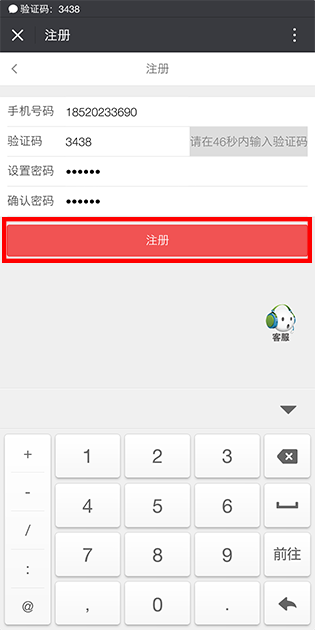 验证码：3438
注册
注册
手机号码 18520233690
验证码 3438 请在46秒内输入验证码
设置密码 ••••••
确认密码 ••••••
注册
客服
+ 1 2 3
- 4 5 6
/ 7 8 9 前往
:
@ , 0 .